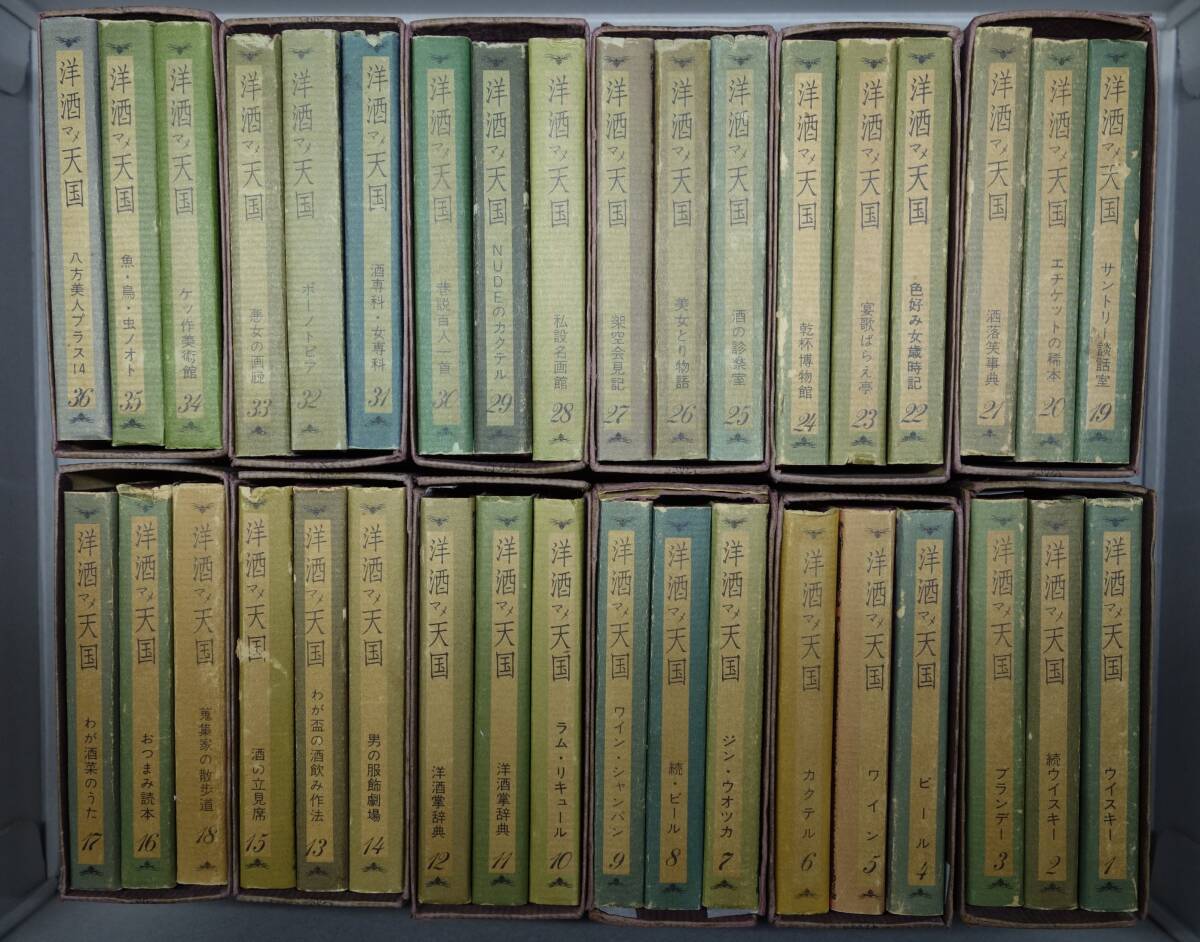 洋酒マメ天国 八方美人プラス14 36
洋酒マメ天国 魚・鳥・虫ノオト 35
洋酒マメ天国 ケッ作美術館 34
洋酒マメ天国 悪女の画廊 33
洋酒マメ天国 ポーノトピア 32
洋酒マメ天国 酒専科・女専科 31
洋酒マメ天国 巷説百人一首 30
洋酒マメ天国 NUDEのカクテル 29
洋酒マメ天国 私設名画館 28
洋酒マメ天国 架空会見記 27
洋酒マメ天国 美女とり物話 26
洋酒マメ天国 酒の診察室 25
洋酒マメ天国 乾杯博物館 24
洋酒マメ天国 宴歌ばらえ亭 23
洋酒マメ天国 色好み女歳時記 22
洋酒マメ天国 洒落笑事典 21
洋酒マメ天国 エチケットの稀本 20
洋酒マメ天国 サントリー談話室 19
洋酒マメ天国 わが酒菜のうた 17
洋酒マメ天国 おつまみ読本 16
洋酒マメ天国 蒐集家の散歩道 18
洋酒マメ天国 酒の立見席 15
洋酒マメ天国 わが盃の酒飲み作法 13
洋酒マメ天国 男の服飾劇場 14
洋酒マメ天国 洋酒掌辞典 12
洋酒マメ天国 洋酒掌辞典 11
洋酒マメ天国 ラム・リキュール 10
洋酒マメ天国 ワイン・シャンパン 9
洋酒マメ天国 続・ビール 8
洋酒マメ天国 ジン・ウオツカ 7
洋酒マメ天国 カクテル 6
洋酒マメ天国 ワイン 5
洋酒マメ天国 ビール 4
洋酒マメ天国 ブランデー 3
洋酒マメ天国 続ウイスキー 2
洋酒マメ天国 ウイスキー 1